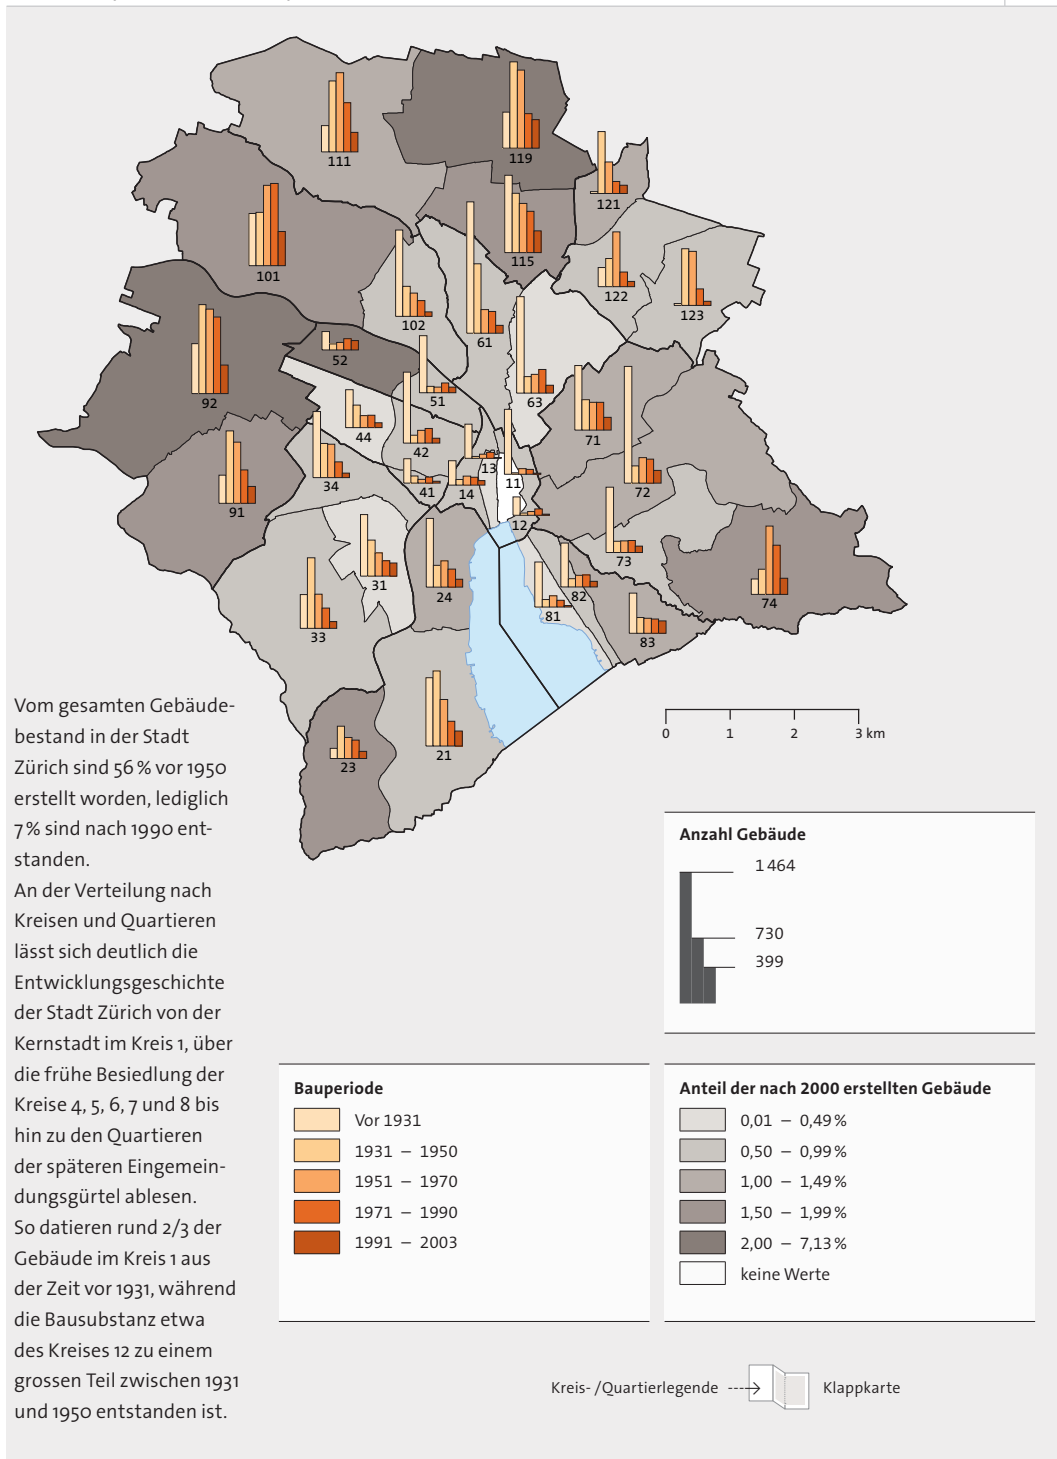 111
119
121
115
101
122
123
102
61
52
92
51
63
44
71
42
13
34
11
72
41
14
91
12
73
31
24
82
74
81
33
83
21
23
0 1 2 3 km
Vom gesamten Gebäude-
bestand in der Stadt
Zürich sind 56 % vor 1950
erstellt worden, lediglich
7 % sind nach 1990 ent-
standen.
An der Verteilung nach
Kreisen und Quartieren
lässt sich deutlich die
Entwicklungsgeschichte
der Stadt Zürich von der
Kernstadt im Kreis 1, über
die frühe Besiedlung der
Kreise 4, 5, 6, 7 und 8 bis
hin zu den Quartieren
der späteren Eingemein-
dungsgürtel ablesen.
So datieren rund 2/3 der
Gebäude im Kreis 1 aus
der Zeit vor 1931, während
die Bausubstanz etwa
des Kreises 12 zu einem
grossen Teil zwischen 1931
und 1950 entstanden ist.
Anzahl Gebäude
1 464
730
399
Bauperiode
Vor 1931
1931 – 1950
1951 – 1970
1971 – 1990
1991 – 2003
Anteil der nach 2000 erstellten Gebäude
0,01 – 0,49 %
0,50 – 0,99 %
1,00 – 1,49 %
1,50 – 1,99 %
2,00 – 7,13 %
keine Werte
Kreis- /Quartierlegende
Klappkarte